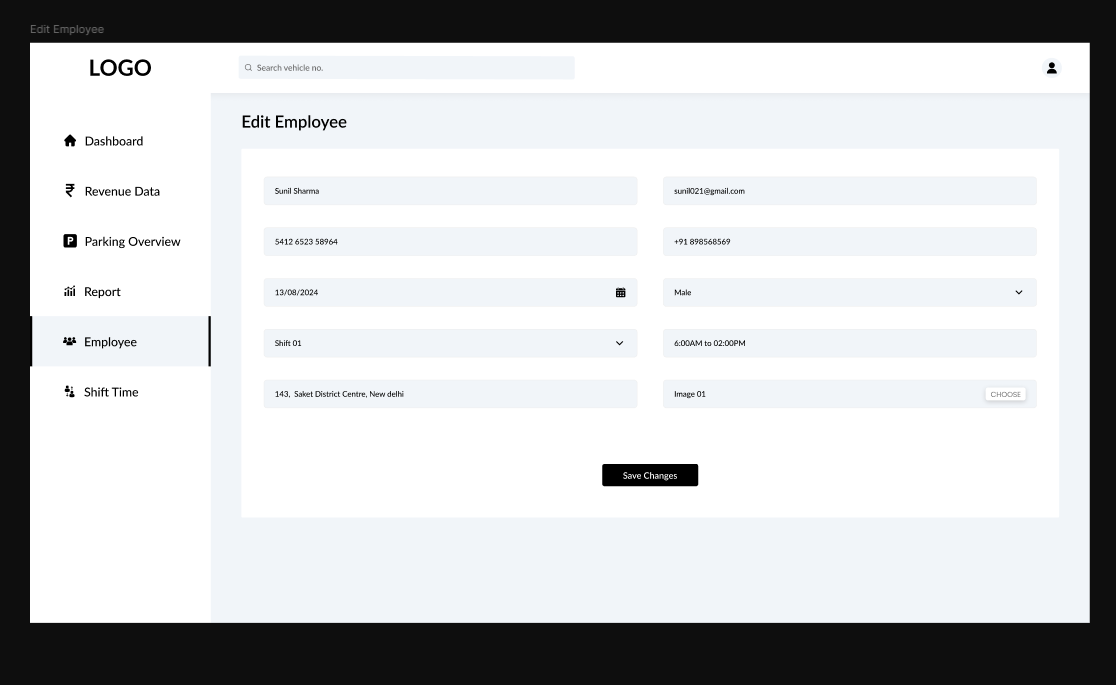 Edit Employee
LOGO
Search vehicle no.
Dashboard
Revenue Data
Parking Overview
Report
Employee
Shift Time
Edit Employee
Sunil Sharma
sunil021@gmail.com
5412 6523 58964
+91 898568569
13/08/2024
Male
Shift 01
6:00AM to 02:00PM
143, Saket District Centre, New delhi
Image 01
CHOOSE
Save Changes